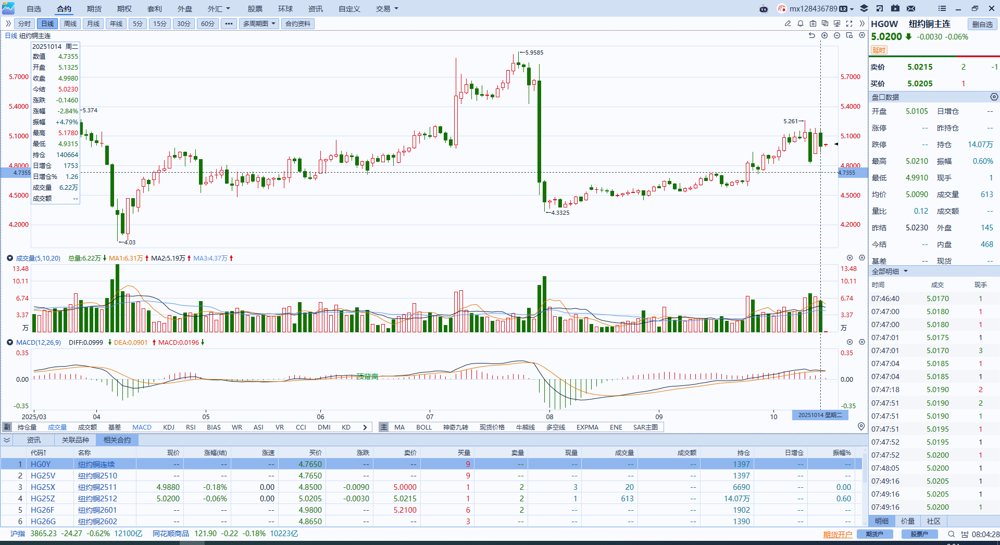 自选 合约 期货 期权 套利 外盘 外汇 股票 环球 资讯 自定义 交易 mx128436789 L2
分时 日线 周线 月线 年线 5分 15分 30分 60分 ••• 多周期图 合约资料
日线 纽约铜主连
20251014 周二
数值 4.7355
开盘 5.1325
收盘 4.9980
今结 5.0230
涨跌 -0.1460
涨幅 -2.84%
振幅 +4.79%
最高 5.1780
最低 4.9315
持仓 140664
日增仓 1753
日增仓% 1.26
成交量 6.22万
成交额 --
5.7000 5.7000
5.4000 5.4000
5.1000 5.1000
4.8000 4.8000
4.7355 4.7355
4.5000 4.5000
4.2000 4.2000
5.374
←5.9585
5.261→
←4.3325
←4.03
成交量(5,10,20) 总量:6.22万 MA1:6.31万 MA2:5.19万 MA3:4.37万
13.48 13.48
10.11 10.11
6.74 6.74
3.37 3.37
万 万
MACD(12,26,9) DIFF:0.0999 DEA:0.0901 MACD:0.0196
0.35 0.35
0.00 顶背离 0.00
-0.35 -0.35
2025/03 04 05 06 07 08 09 10 20251014 星期二
副 持仓量 成交量 成交额 基差 MACD KDJ RSI BIAS WR ASI VR CCI DMI KD
主 MA BOLL 神奇九转 现货价格 牛熊线 多空线 EXPMA ENE SAR主图
资讯 关联品种 相关合约
代码↑ 名称 现价 涨幅(结) 涨速 买价 涨跌 卖价 买量 卖量 现量 成交量 成交额 持仓 日增仓 振幅%
1 HG0Y 纽约铜连续 -- -- -- 4.7650 -- -- 9 -- -- -- -- 1397 -- --
2 HG25V 纽约铜2510 -- -- -- 4.7650 -- -- 9 -- -- -- -- 1397 -- --
3 HG25X 纽约铜2511 4.9880 -0.18% 0.00 4.8500 -0.0090 5.0000 1 2 3 20 -- 6690 -- 0.00
4 HG25Z 纽约铜2512 5.0200 -0.06% 0.00 5.0205 -0.0030 5.0215 1 2 1 613 -- 14.07万 -- 0.60
5 HG26F 纽约铜2601 -- -- -- 4.9800 -- 5.2100 6 2 -- -- -- 1902 -- --
6 HG26G 纽约铜2602 -- -- -- 4.8650 -- -- 3 -- -- -- -- 1390 -- --
HG0W 纽约铜主连 删自选
5.0200 -0.0030 -0.06%
延时
卖价 5.0215 2 -1
买价 5.0205 1
盘口数据
开盘 5.0105 日增仓 --
涨停 -- 昨持仓 --
跌停 -- 持仓 14.07万
最高 5.0210 振幅 0.60%
最低 4.9910 现手 1
均价 5.0090 成交量 613
量比 0.12 成交额 --
昨结 5.0230 外盘 145
今结 -- 内盘 468
基差 -- 现货 --
全部明细
时间 成交 现手
07:46:40 5.0170 1
07:47:00 5.0180 1
07:47:00 5.0180 1
07:47:01 5.0175 1
07:47:01 5.0170 3
07:47:04 5.0185 1
07:47:04 5.0185 1
07:47:18 5.0190 2
07:47:51 5.0190 2
07:47:51 5.0190 1
07:47:51 5.0195 1
07:47:52 5.0195 1
07:47:52 5.0200 1
07:48:05 5.0200 1
07:49:16 5.0205 1
07:49:16 5.0205 1
07:49:16 5.0200 1
明细 价量 社区
沪指 3865.23 -24.27 -0.62% 12100亿 同花顺商品 121.90 -0.22 -0.18% 10223亿 期货开户 期货户 股票户 08:04:28